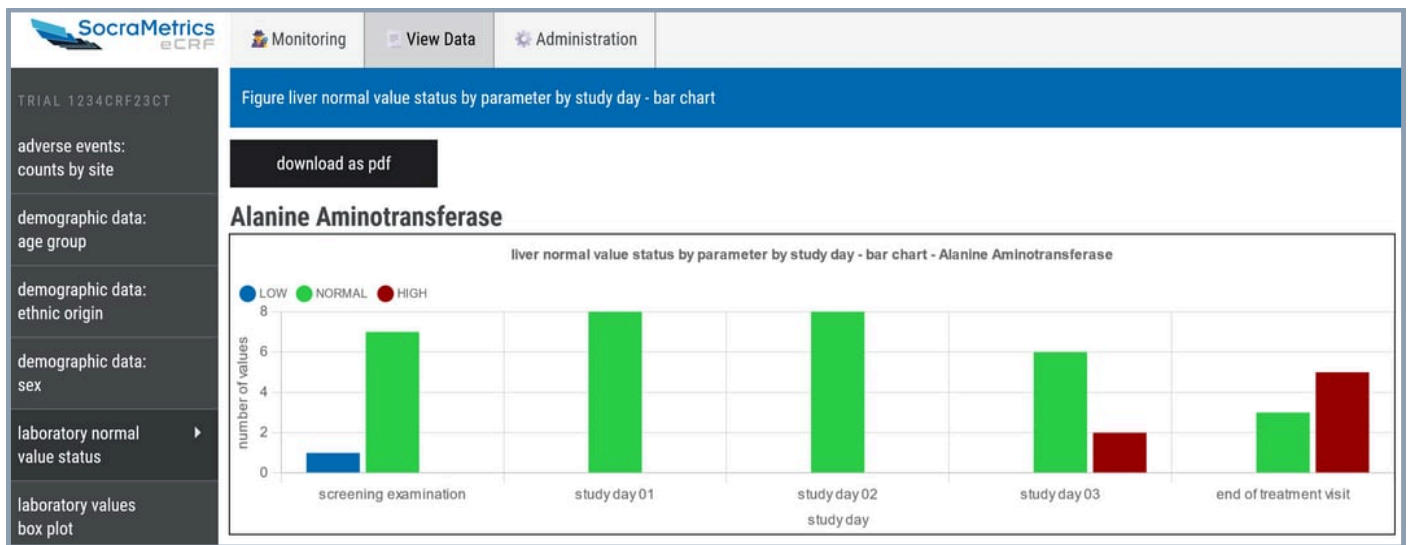 SocraMetrics
eCRF
Monitoring
View Data
Administration
TRIAL 1234CRF23CT
adverse events:
counts by site
demographic data:
age group
demographic data:
ethnic origin
demographic data:
sex
laboratory normal
value status
laboratory values
box plot
Figure liver normal value status by parameter by study day - bar chart
download as pdf
Alanine Aminotransferase
liver normal value status by parameter by study day - bar chart - Alanine Aminotransferase
LOW NORMAL HIGH
number of values
8
6
4
2
0
screening examination study day 01 study day 02 study day 03 end of treatment visit
study day